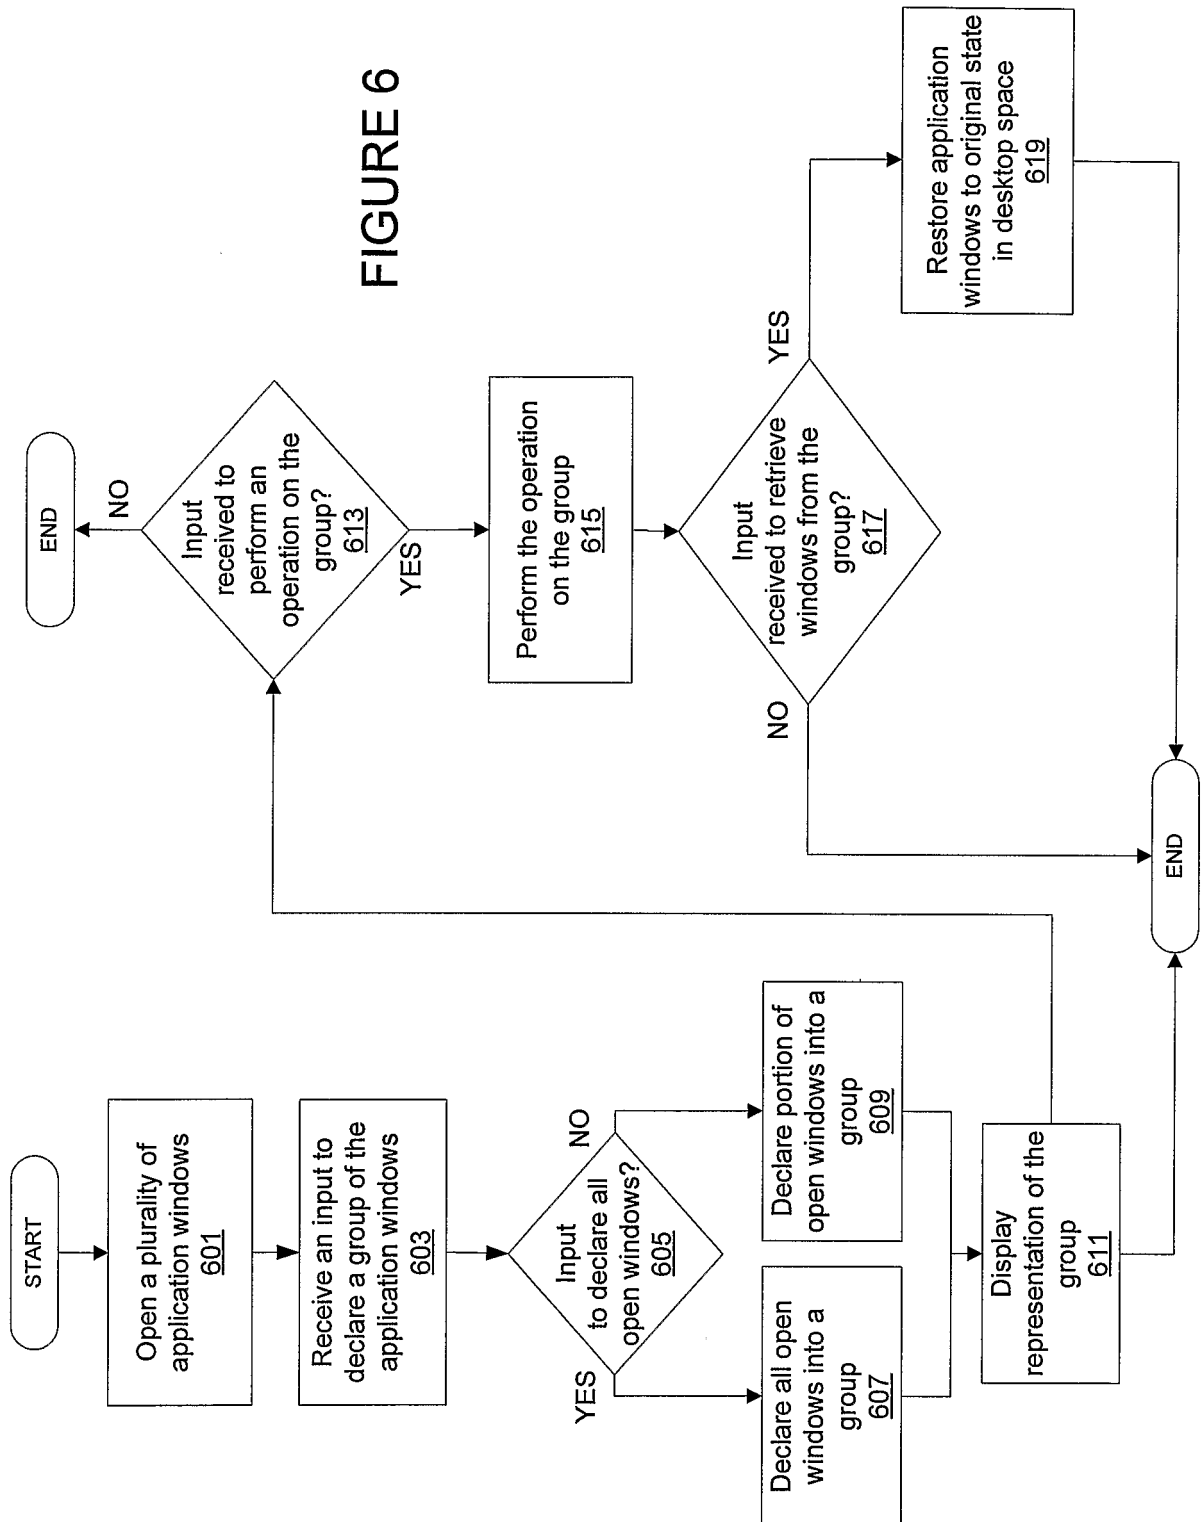 START
Open a plurality of
application windows
601
Receive an input to
declare a group of the
application windows
603
Input
to declare all
open windows?
605
YES
NO
Declare all open
windows into a
group
607
Declare portion of
open windows into a
group
609
Display
representation of the
group
611
END
Input
received to
perform an
operation on the
group?
613
NO
END
YES
Perform the operation
on the group
615
Input
received to retrieve
windows from the
group?
617
NO
YES
Restore application
windows to original state
in desktop space
619
FIGURE 6